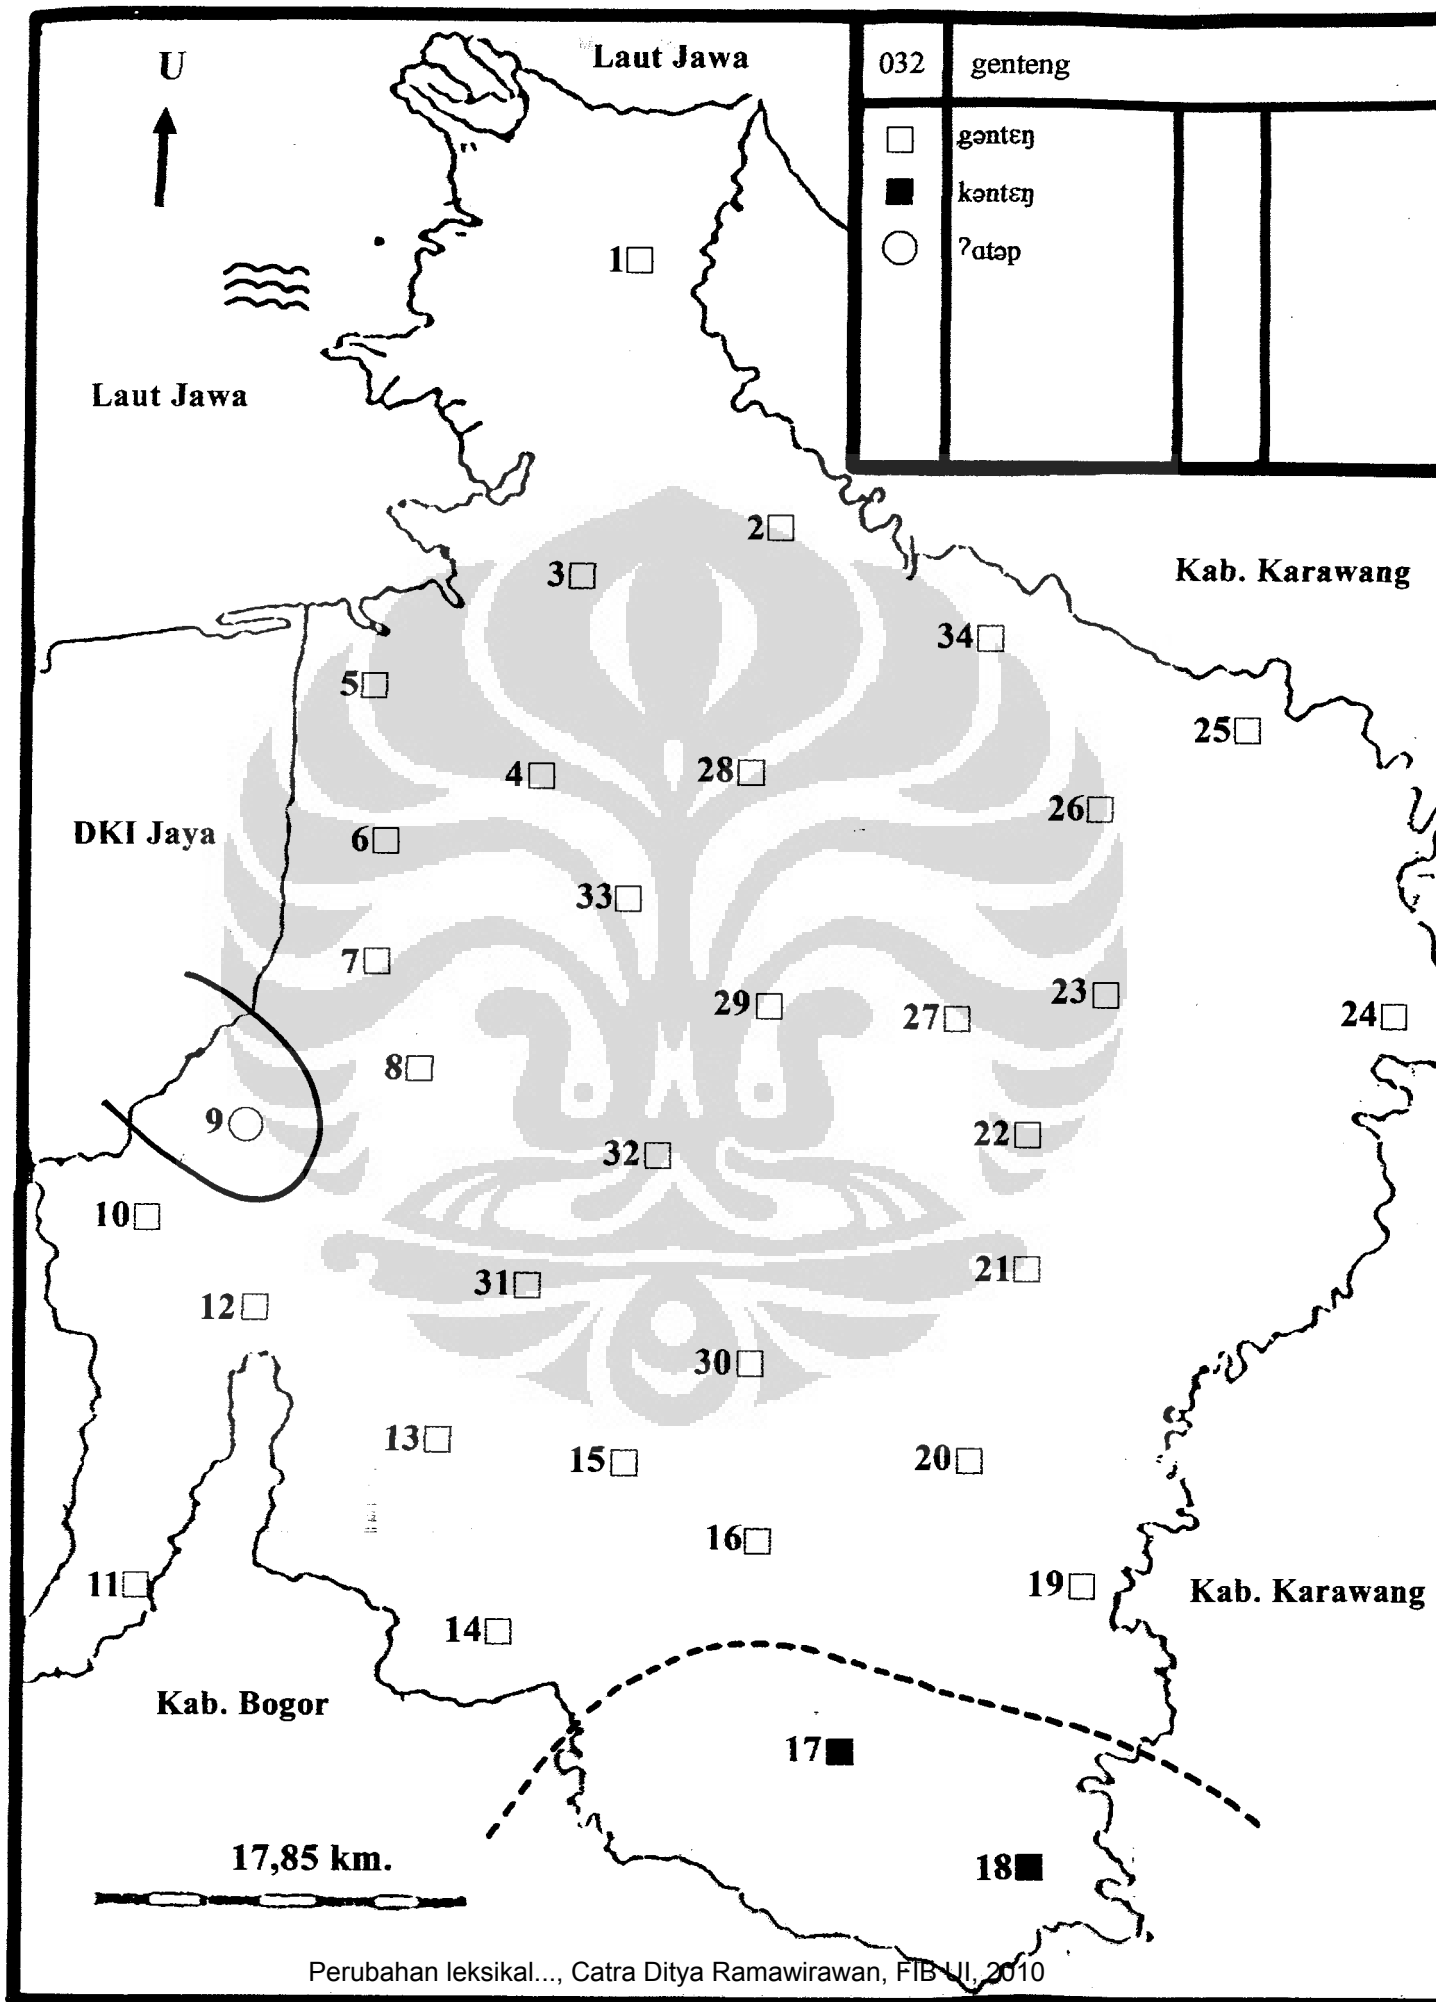 U
Laut Jawa
032 genteng
gəntɛŋ
kəntɛŋ
ʔɑtəp
1
Laut Jawa
2
3
Kab. Karawang
34
5
25
4
28
26
DKI Jaya
6
33
7
23
29
27
24
8
9
22
32
10
21
31
12
30
13
15
20
16
11
19
Kab. Karawang
14
Kab. Bogor
17
17,85 km.
18
Perubahan leksikal..., Catra Ditya Ramawirawan, FIB UI, 2010